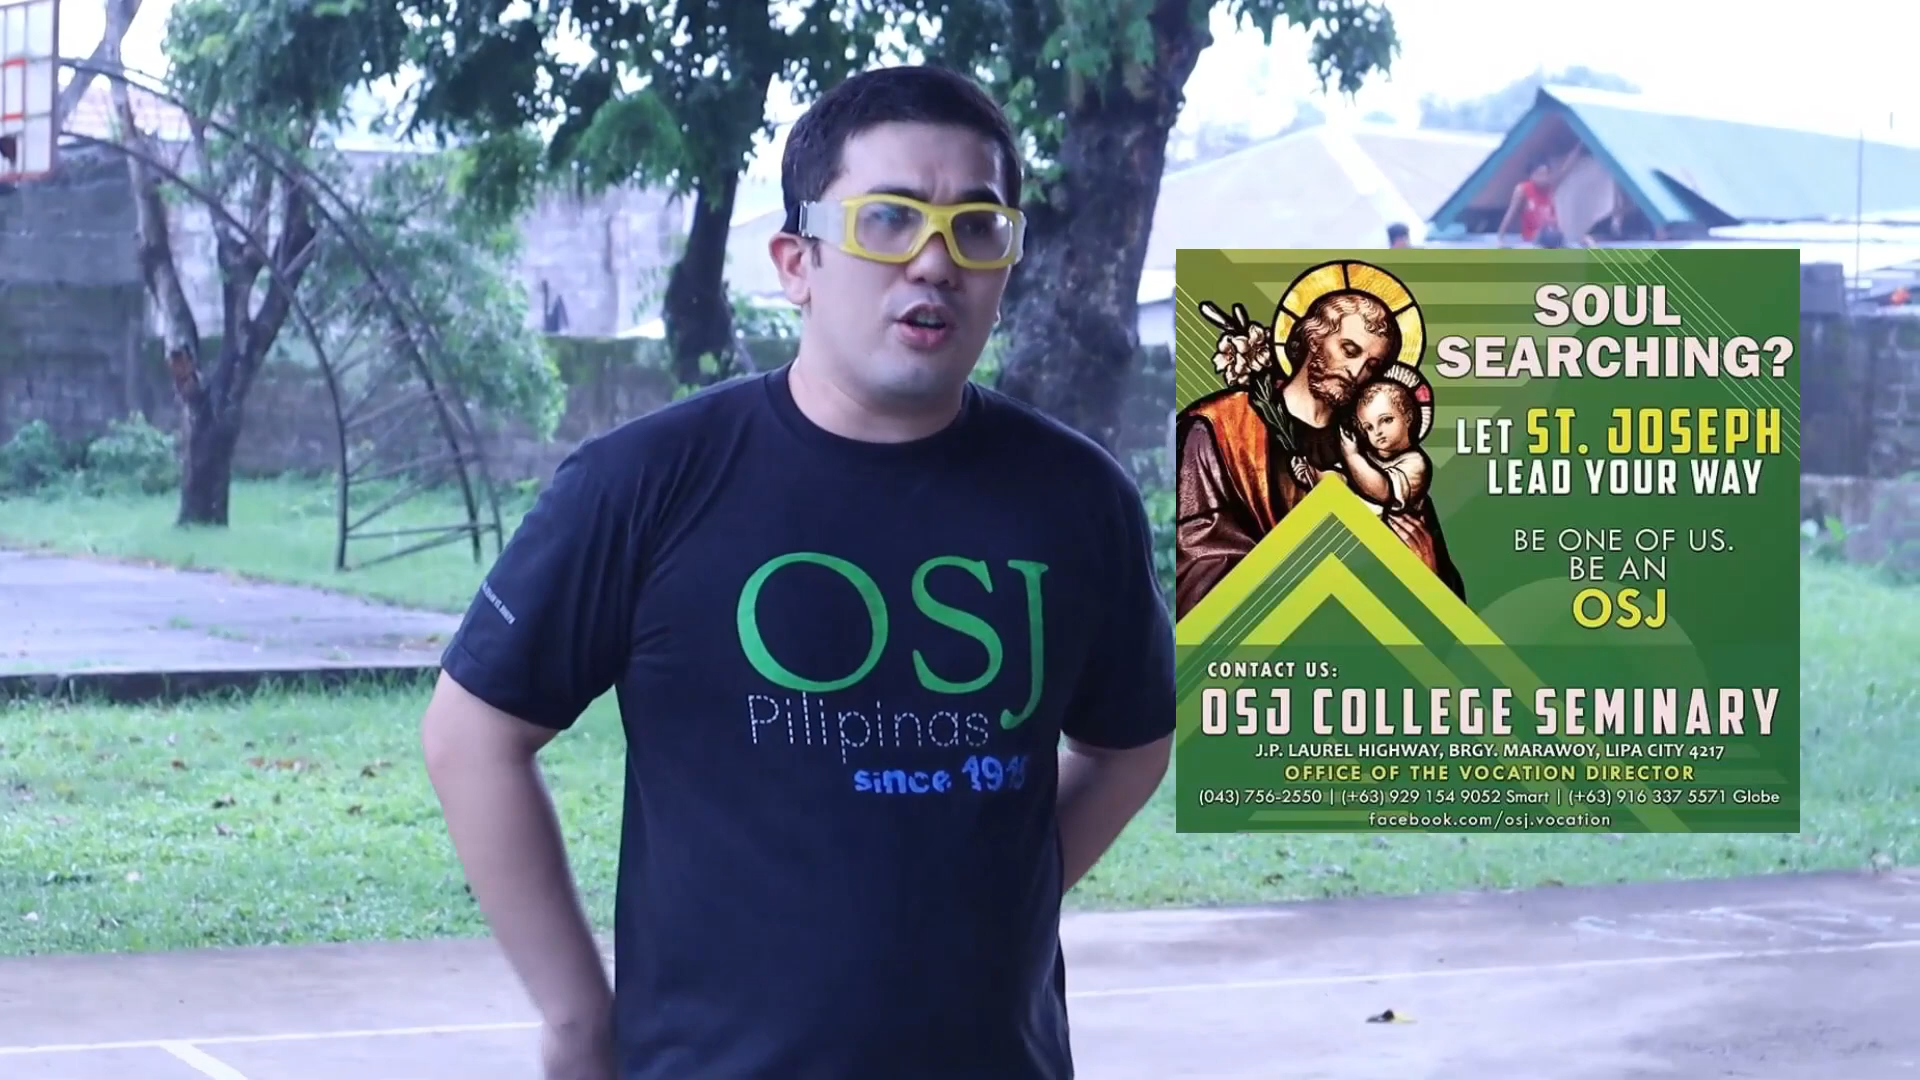 OSJ
Pilipinas
since
SOUL
SEARCHING?
LET ST. JOSEPH
LEAD YOUR WAY
BE ONE OF US.
BE AN
OSJ
CONTACT US:
OSJ COLLEGE SEMINARY
J.P. LAUREL HIGHWAY, BRGY. MARAWOY, LIPA CITY 4217
OFFICE OF THE VOCATION DIRECTOR
(043) 756-2550 | (+63) 929 154 9052 Smart | (+63) 916 337 5571 Globe
facebook.com/osj.vocation